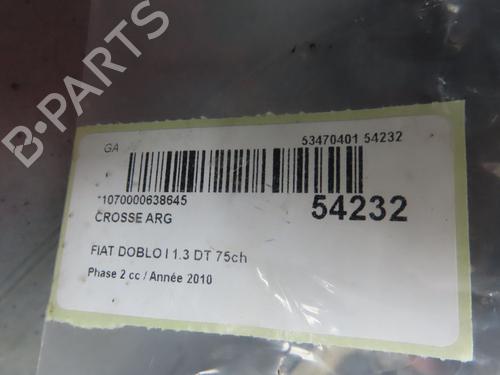 B-PARTS
GA
53470401 54232
*1070000638645
CROSSE ARG
54232
FIAT DOBLO I 1.3 DT 75ch
Phase 2 cc / Année 2010